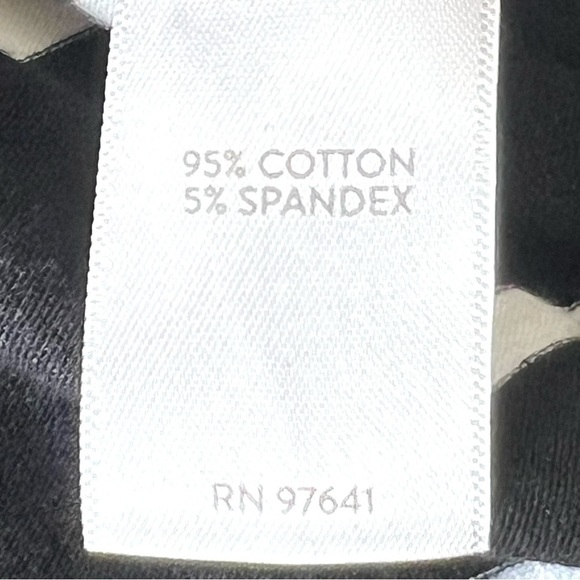 95% COTTON
5% SPANDEX
RN 97641